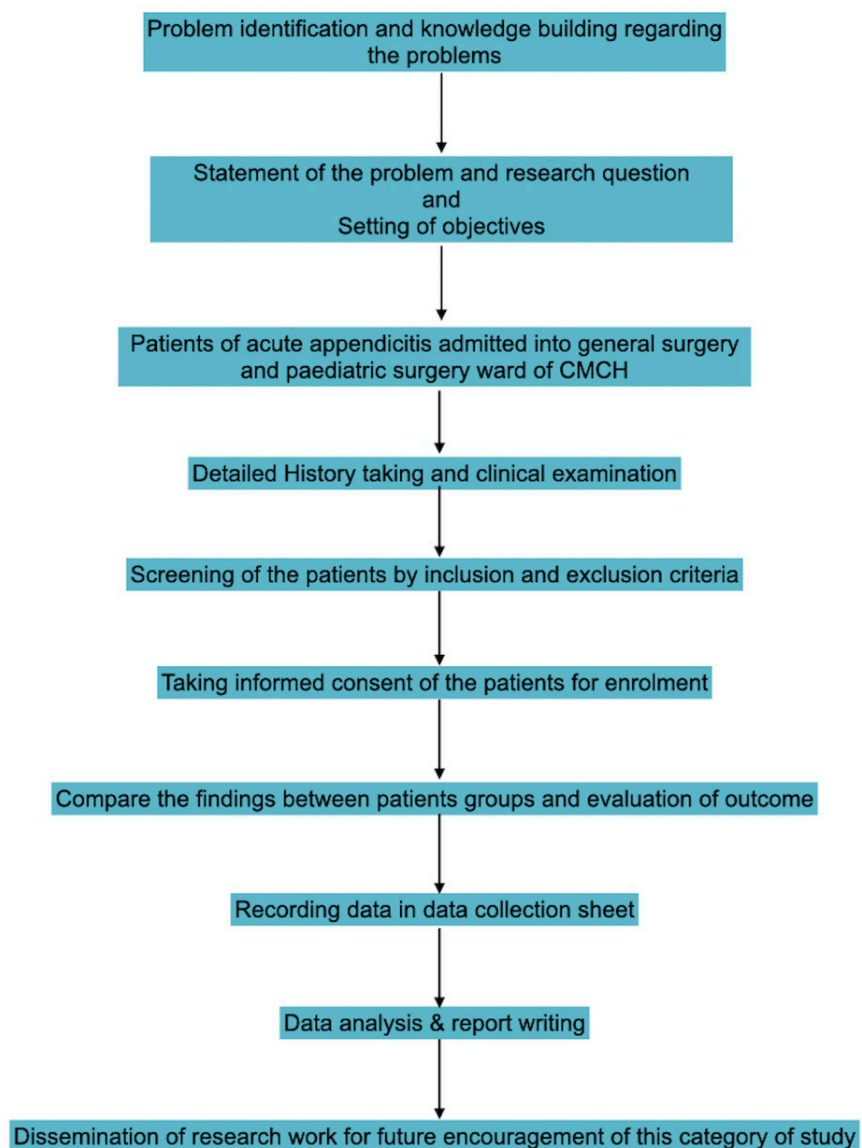 Problem identification and knowledge building regarding
the problems
Statement of the problem and research question
and
Setting of objectives
Patients of acute appendicitis admitted into general surgery
and paediatric surgery ward of CMCH
Detailed History taking and clinical examination
Screening of the patients by inclusion and exclusion criteria
Taking informed consent of the patients for enrolment
Compare the findings between patients groups and evaluation of outcome
Recording data in data collection sheet
Data analysis & report writing
Dissemination of research work for future encouragement of this category of study